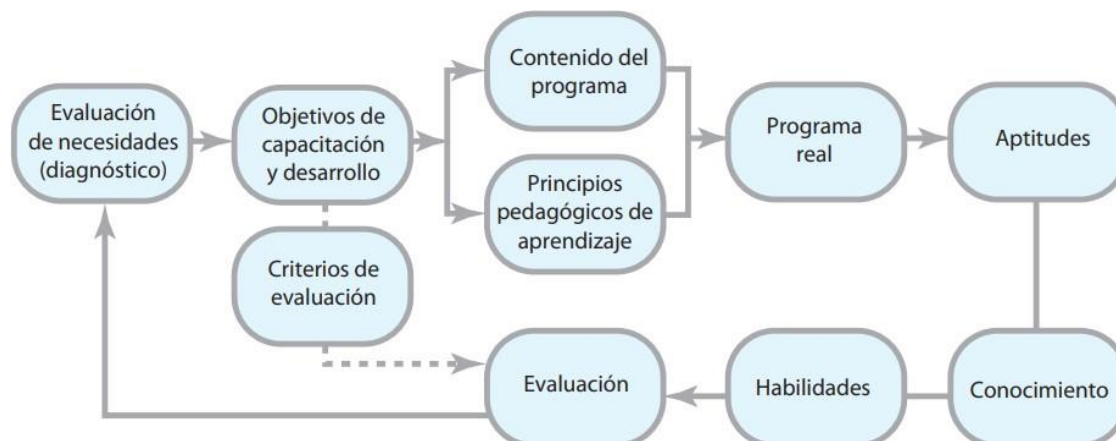 Evaluación
de necesidades
(diagnóstico)
Objetivos de
capacitación
y desarrollo
Contenido del
programa
Principios
pedagógicos de
aprendizaje
Programa
real
Aptitudes
Criterios de
evaluación
Evaluación
Habilidades
Conocimiento